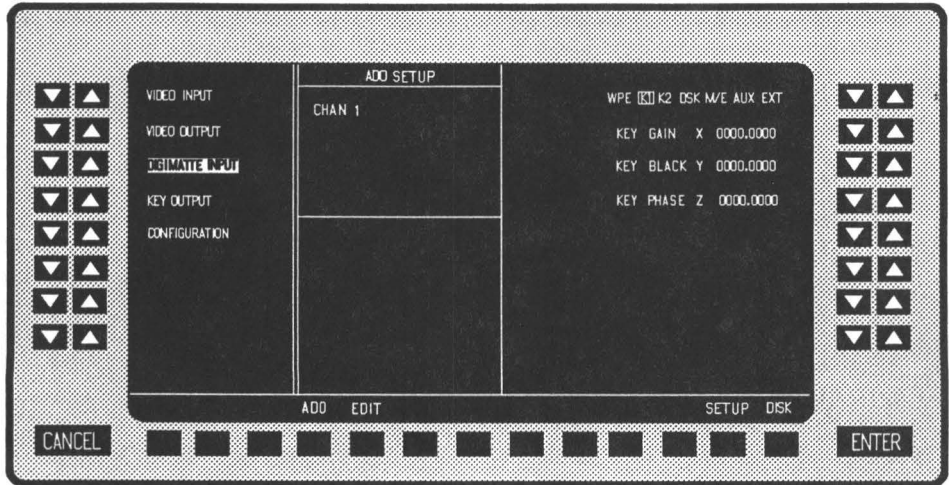 ADO SETUP
VIDEO INPUT
VIDEO OUTPUT
DIGIMATTE INPUT
KEY OUTPUT
CONFIGURATION
CHAN 1
WPE K1 K2 DSK M/E AUX EXT
KEY GAIN X 0000.0000
KEY BLACK Y 0000.0000
KEY PHASE Z 0000.0000
ADO EDIT SETUP DISK
CANCEL ENTER